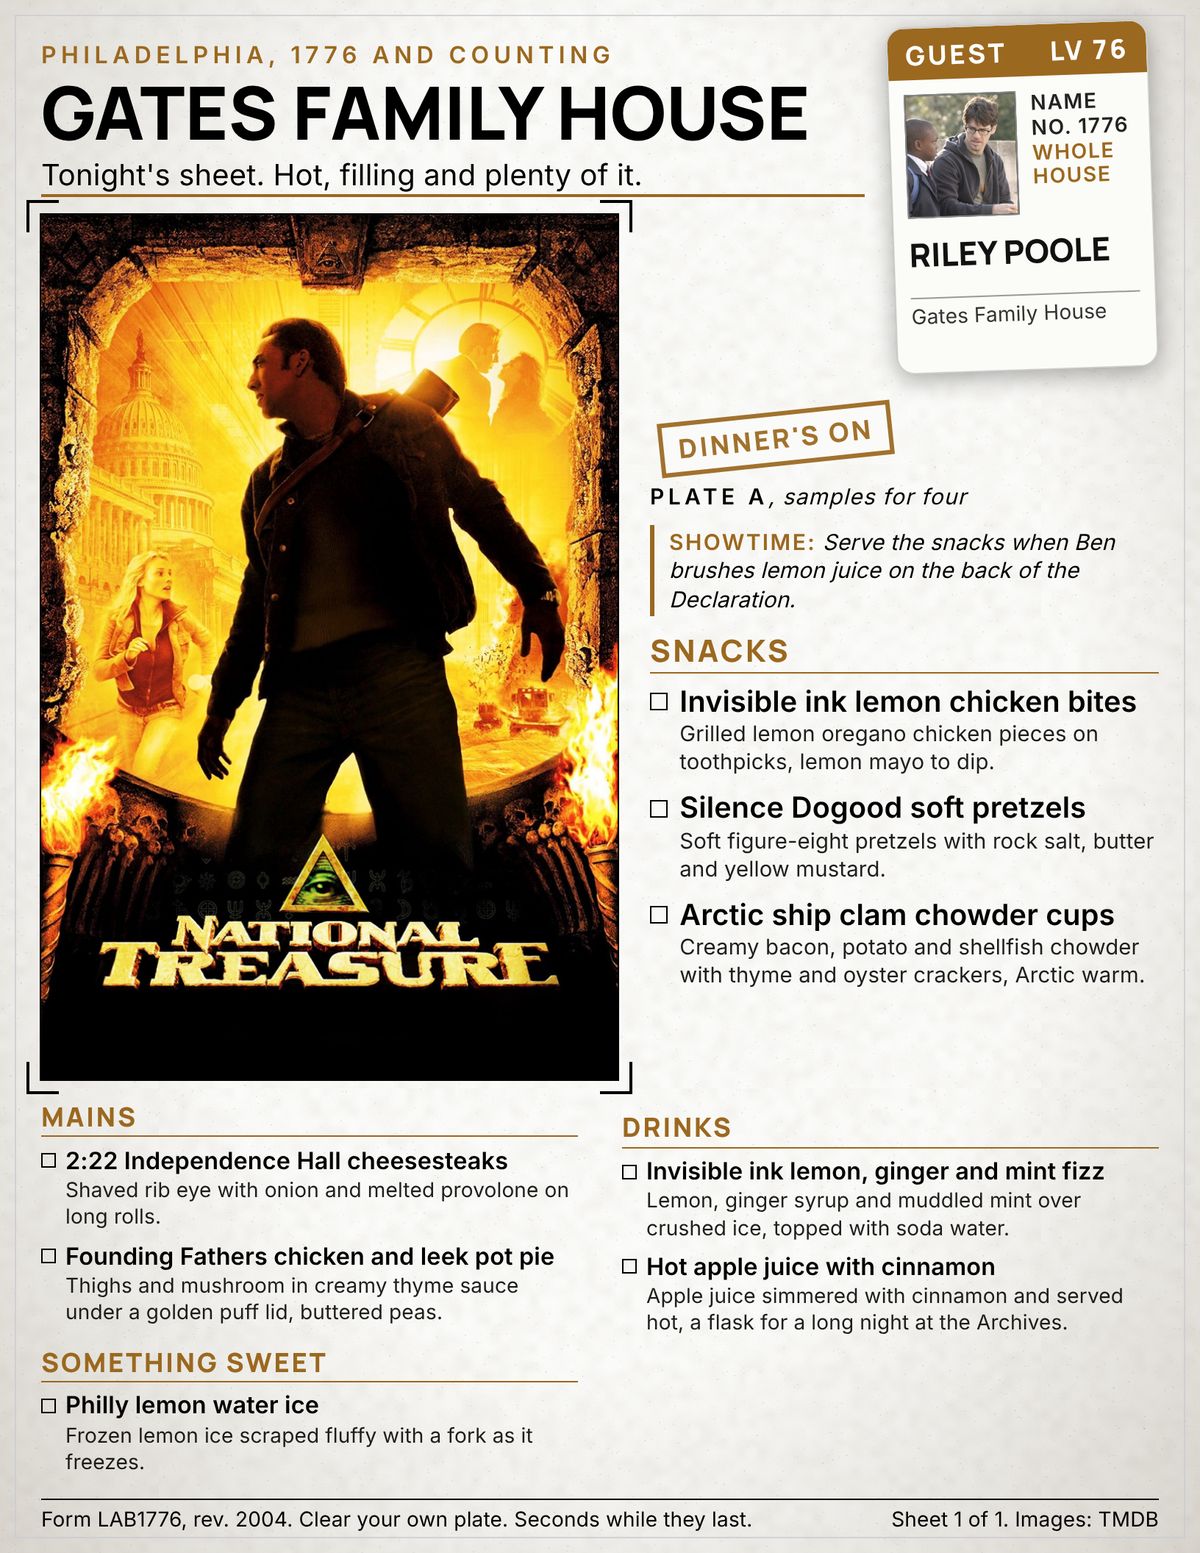 PHILADELPHIA, 1776 AND COUNTING
GATES FAMILY HOUSE
Tonight's sheet. Hot, filling and plenty of it.
GUEST LV 76
NAME
NO. 1776
WHOLE
HOUSE
RILEY POOLE
Gates Family House
NATIONAL
TREASURE
DINNER'S ON
PLATE A, samples for four
SHOWTIME: Serve the snacks when Ben
brushes lemon juice on the back of the
Declaration.
SNACKS
Invisible ink lemon chicken bites
Grilled lemon oregano chicken pieces on
toothpicks, lemon mayo to dip.
Silence Dogood soft pretzels
Soft figure-eight pretzels with rock salt, butter
and yellow mustard.
Arctic ship clam chowder cups
Creamy bacon, potato and shellfish chowder
with thyme and oyster crackers, Arctic warm.
MAINS
2:22 Independence Hall cheesesteaks
Shaved rib eye with onion and melted provolone on
long rolls.
Founding Fathers chicken and leek pot pie
Thighs and mushroom in creamy thyme sauce
under a golden puff lid, buttered peas.
SOMETHING SWEET
Philly lemon water ice
Frozen lemon ice scraped fluffy with a fork as it
freezes.
DRINKS
Invisible ink lemon, ginger and mint fizz
Lemon, ginger syrup and muddled mint over
crushed ice, topped with soda water.
Hot apple juice with cinnamon
Apple juice simmered with cinnamon and served
hot, a flask for a long night at the Archives.
Form LAB1776, rev. 2004. Clear your own plate. Seconds while they last.
Sheet 1 of 1. Images: TMDB